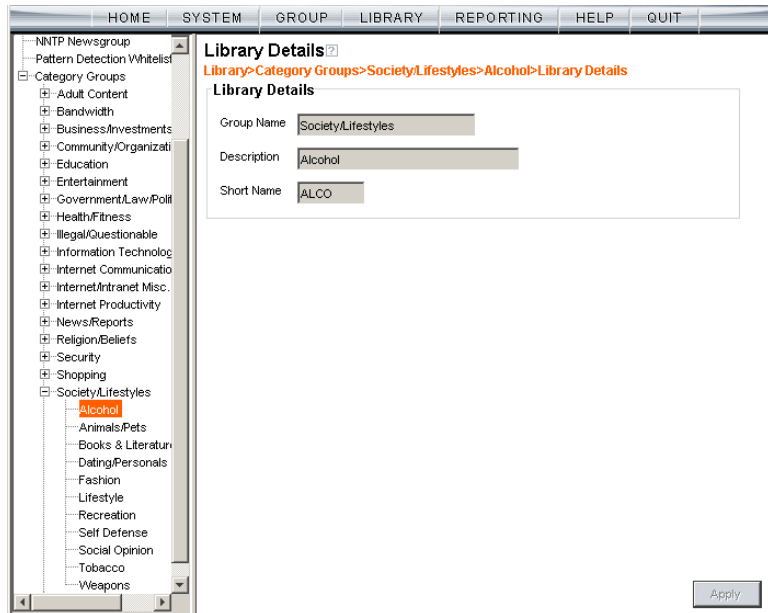 HOME SYSTEM GROUP LIBRARY REPORTING HELP QUIT
NNTP Newsgroup
Pattern Detection Whitelist
Category Groups
Adult Content
Bandwidth
Business/Investments
Community/Organizati
Education
Entertainment
Government/Law/Polit
Health/Fitness
Illegal/Questionable
Information Technolog
Internet Communicatio
Internet/Intranet Misc.
Internet Productivity
News/Reports
Religion/Beliefs
Security
Shopping
Society/Lifestyles
Alcohol
Animals/Pets
Books & Literature
Dating/Personals
Fashion
Lifestyle
Recreation
Self Defense
Social Opinion
Tobacco
Weapons
Library Details ?
Library>Category Groups>Society/Lifestyles>Alcohol>Library Details
Library Details
Group Name Society/Lifestyles
Description Alcohol
Short Name ALCO
Apply